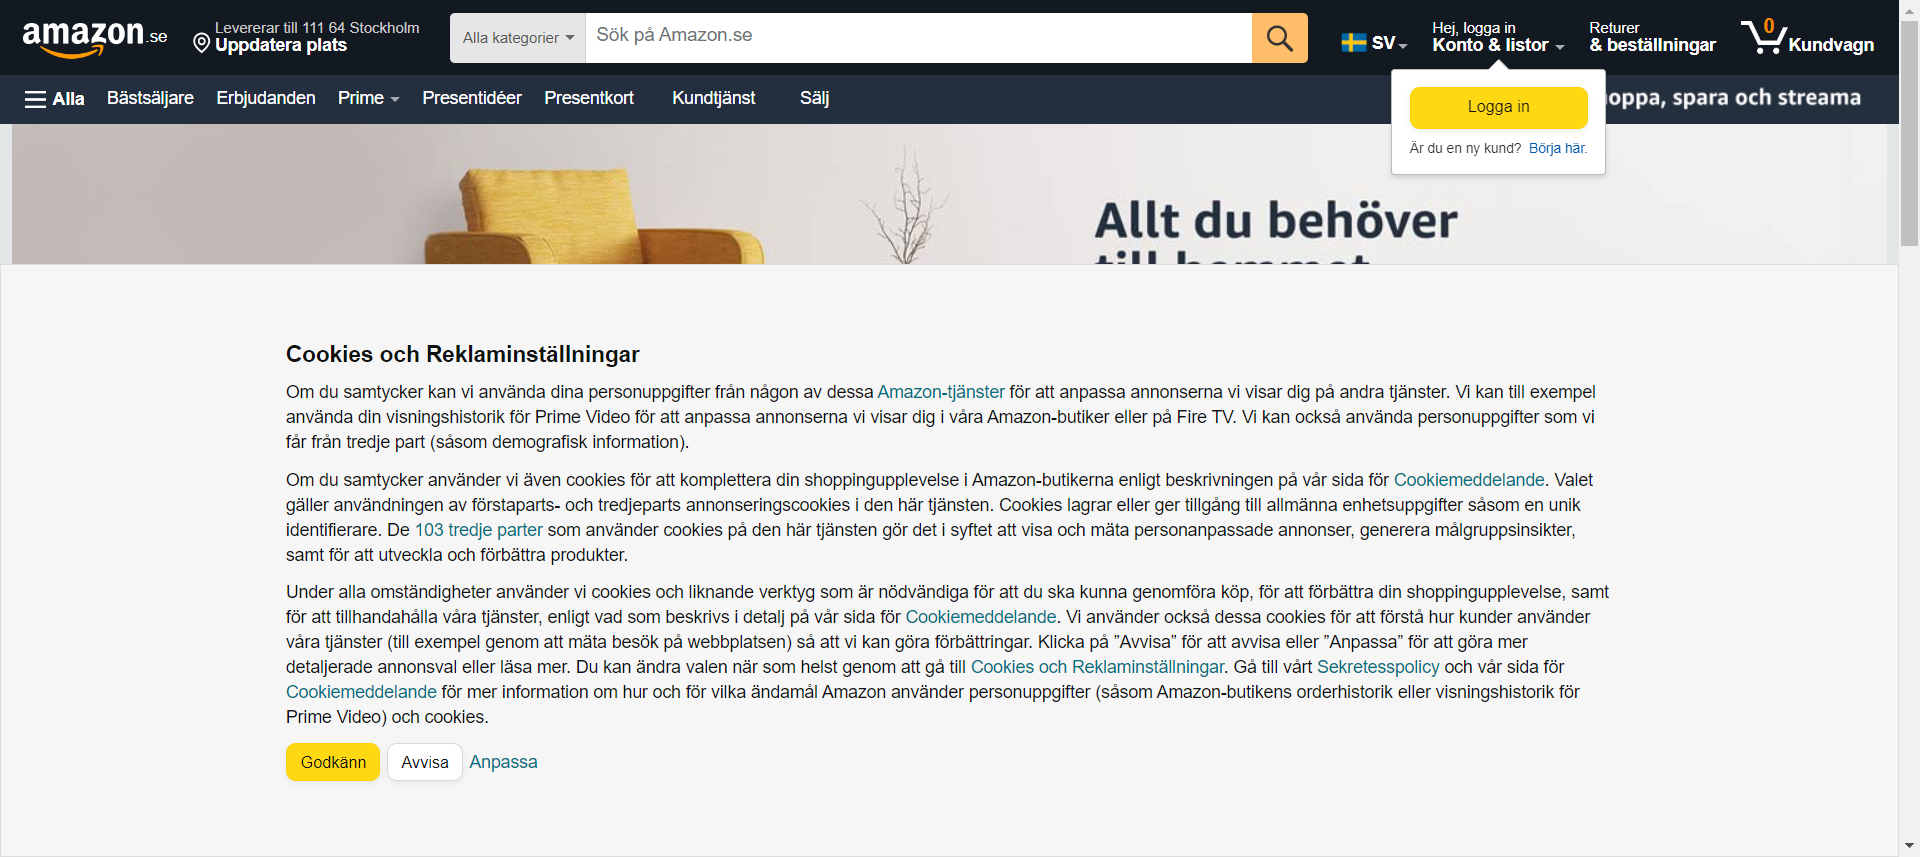 amazon.se
Levererar till 111 64 Stockholm
Uppdatera plats
Alla kategorier
Sök på Amazon.se
SV
Hej, logga in
Konto & listor
Returer
& beställningar
0
Kundvagn
Alla
Bästsäljare
Erbjudanden
Prime
Presentidéer
Presentkort
Kundtjänst
Sälj
spara och streama
Logga in
Är du en ny kund? Börja här.
Allt du behöver
till hemmet
Cookies och Reklaminställningar
Om du samtycker kan vi använda dina personuppgifter från någon av dessa Amazon-tjänster för att anpassa annonserna vi visar dig på andra tjänster. Vi kan till exempel
använda din visningshistorik för Prime Video för att anpassa annonserna vi visar dig i våra Amazon-butiker eller på Fire TV. Vi kan också använda personuppgifter som vi
får från tredje part (såsom demografisk information).
Om du samtycker använder vi även cookies för att komplettera din shoppingupplevelse i Amazon-butikerna enligt beskrivningen på vår sida för Cookiemeddelande. Valet
gäller användningen av förstaparts- och tredjeparts annonseringscookies i den här tjänsten. Cookies lagrar eller ger tillgång till allmänna enhetsuppgifter såsom en unik
identifierare. De 103 tredje parter som använder cookies på den här tjänsten gör det i syftet att visa och mäta personanpassade annonser, generera målgruppsinsikter,
samt för att utveckla och förbättra produkter.
Under alla omständigheter använder vi cookies och liknande verktyg som är nödvändiga för att du ska kunna genomföra köp, för att förbättra din shoppingupplevelse, samt
för att tillhandahålla våra tjänster, enligt vad som beskrivs i detalj på vår sida för Cookiemeddelande. Vi använder också dessa cookies för att förstå hur kunder använder
våra tjänster (till exempel genom att mäta besök på webbplatsen) så att vi kan göra förbättringar. Klicka på ”Avvisa” för att avvisa eller ”Anpassa” för att göra mer
detaljerade annonsval eller läsa mer. Du kan ändra valen när som helst genom att gå till Cookies och Reklaminställningar. Gå till vårt Sekretesspolicy och vår sida för
Cookiemeddelande för mer information om hur och för vilka ändamål Amazon använder personuppgifter (såsom Amazon-butikens orderhistorik eller visningshistorik för
Prime Video) och cookies.
Godkänn
Avvisa
Anpassa